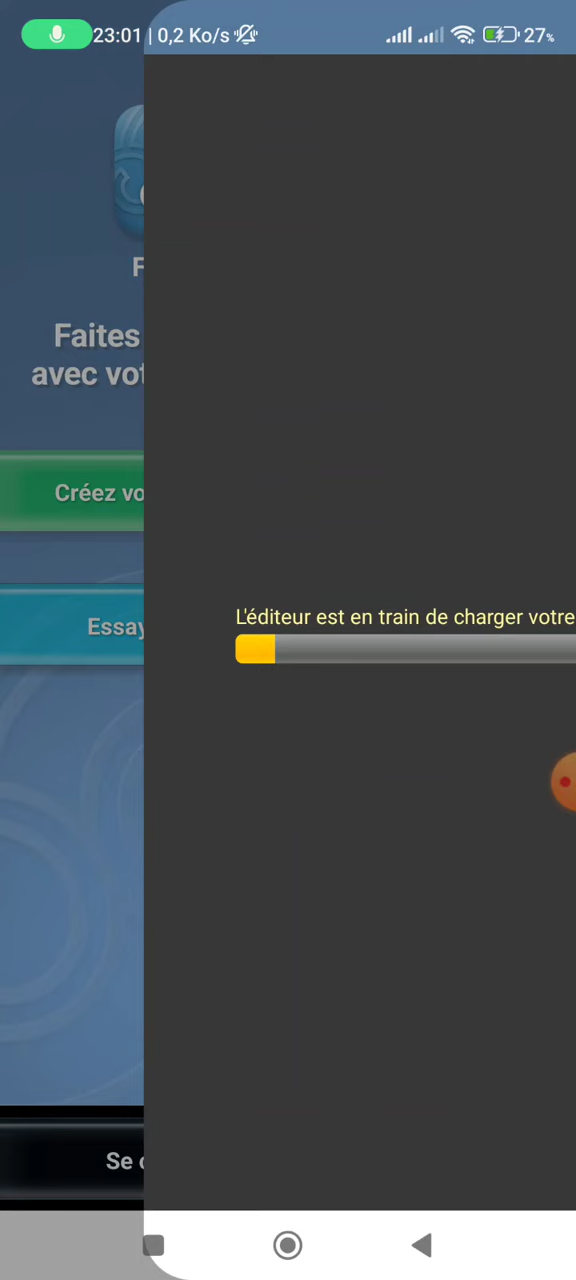 23:01 | 0,2 Ko/s
27%
F
Faites
avec vot
Créez vo
Essay
L'éditeur est en train de charger votre
Se